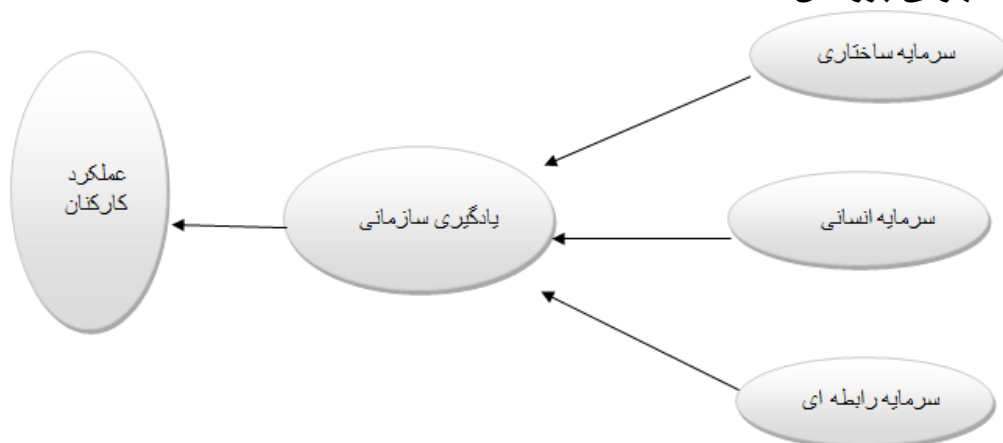 سرمایه ساختاری
عملکرد
کارکنان
یادگیری سازمانی
سرمایه انسانی
سرمایه رابطه ای